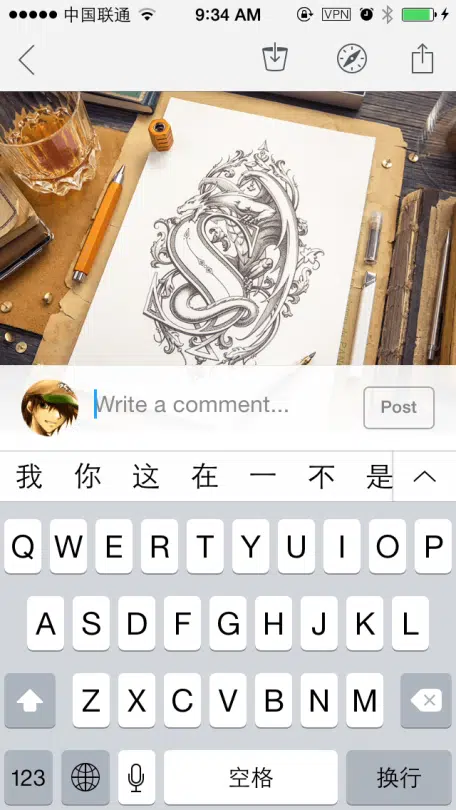 中国联通 9:34 AM VPN
Write a comment...
Post
我 你 这 在 一 不 是
Q W E R T Y U I O P
A S D F G H J K L
Z X C V B N M
123 空格 换行